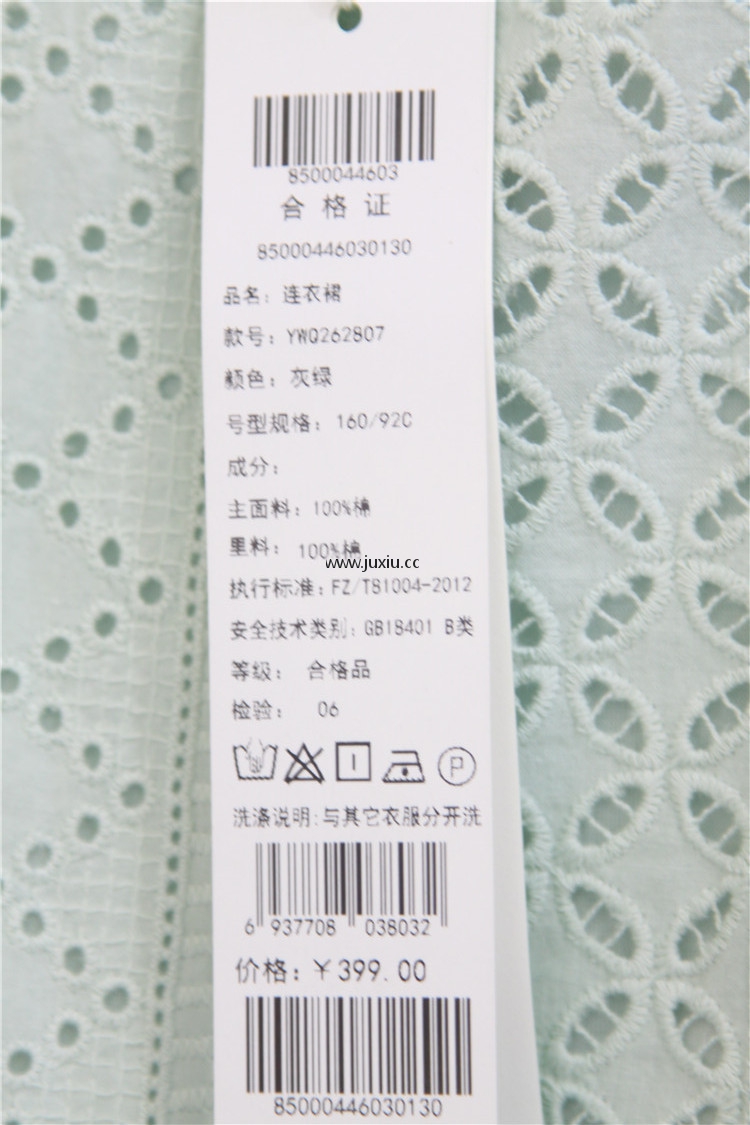 8500044603
合格证
85000446030130
品名：连衣裙
款号：YWQ262807
颜色：灰绿
号型规格：160/92C
成分：
主面料：100%棉
里料：100%棉
www.juxiu.cc
执行标准：FZ/T81004-2012
安全技术类别：GB18401 B类
等级：合格品
检验：06
P
洗涤说明：与其它衣服分开洗
6 937708 038032
价格：￥399.00
85000446030130